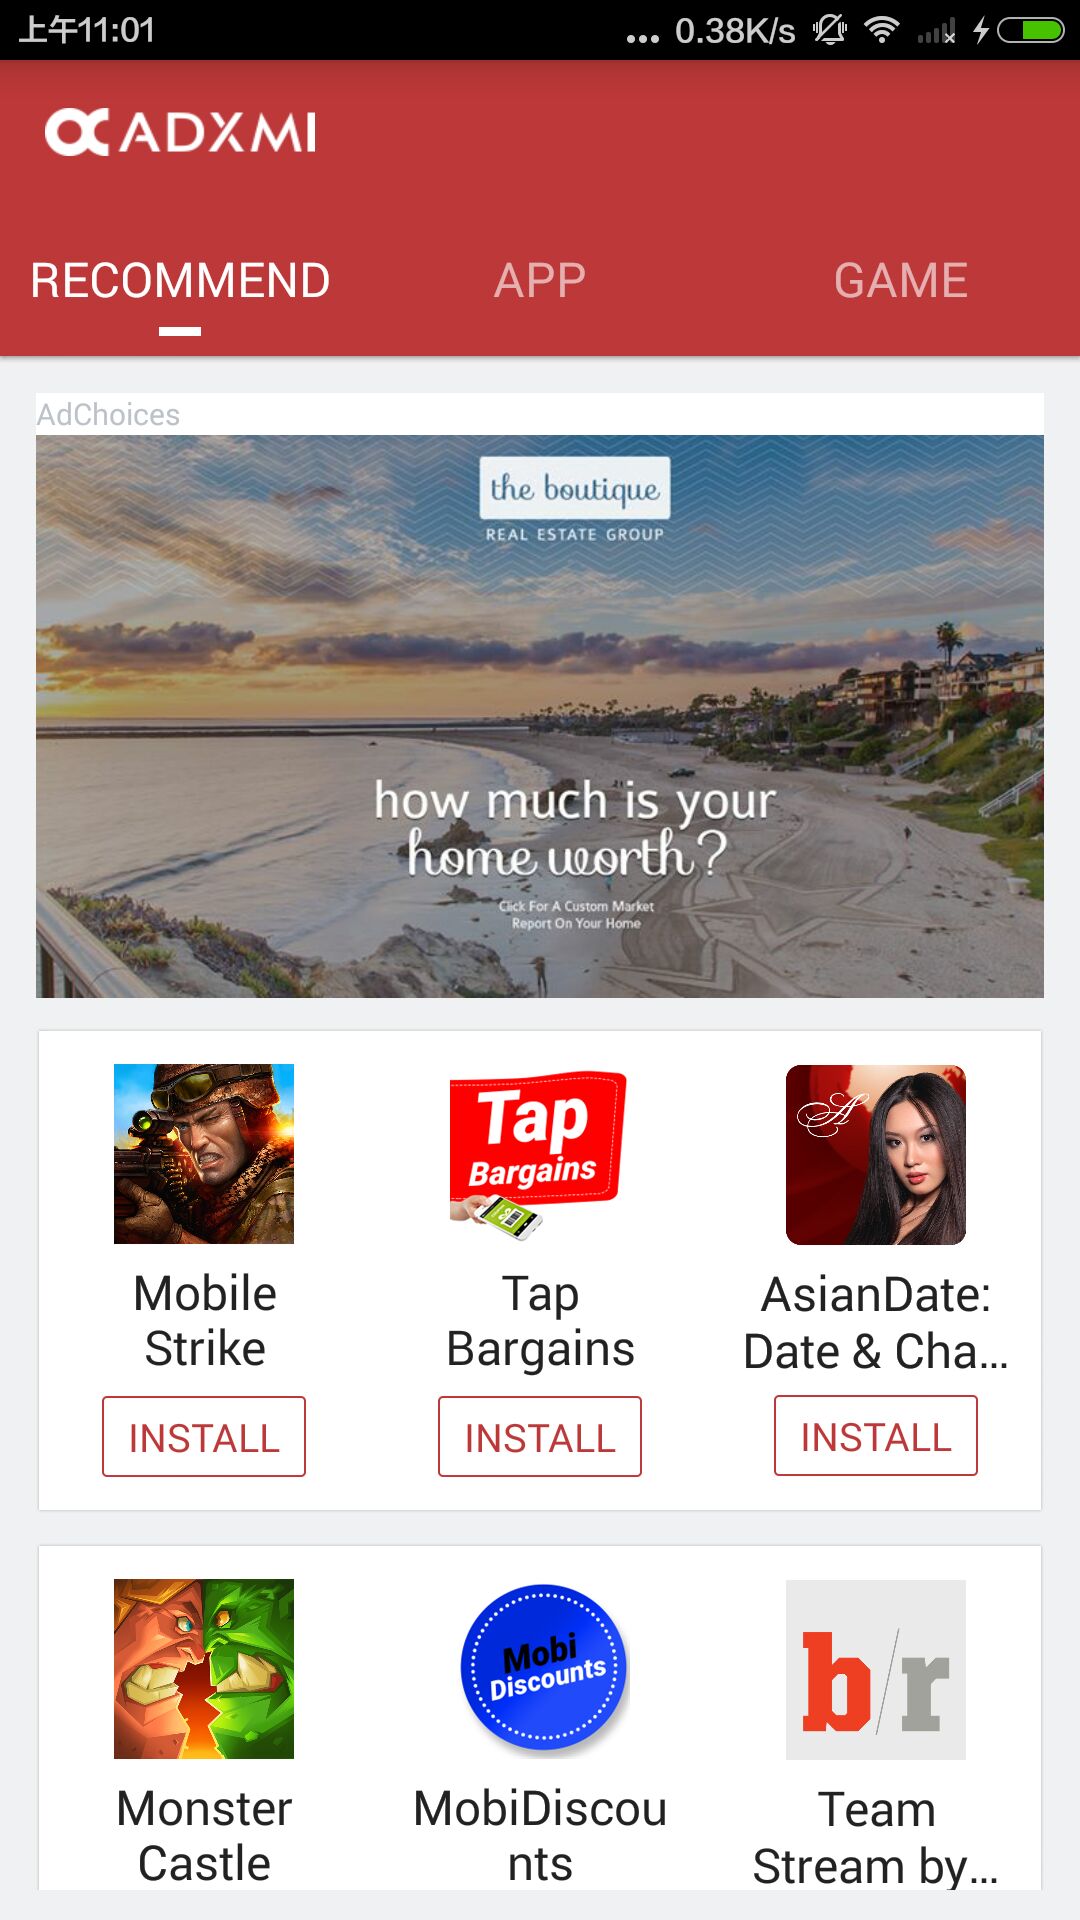 上午11:01
... 0.38K/s
ADXMI
RECOMMEND APP GAME
AdChoices
the boutique
REAL ESTATE GROUP
how much is your
home worth?
Click For A Custom Market
Report On Your Home
Tap
Bargains
A
Mobile
Strike
Tap
Bargains
AsianDate:
Date & Cha...
INSTALL INSTALL INSTALL
Mobi
Discounts
b/r
Monster
Castle
MobiDiscou
nts
Team
Stream by...